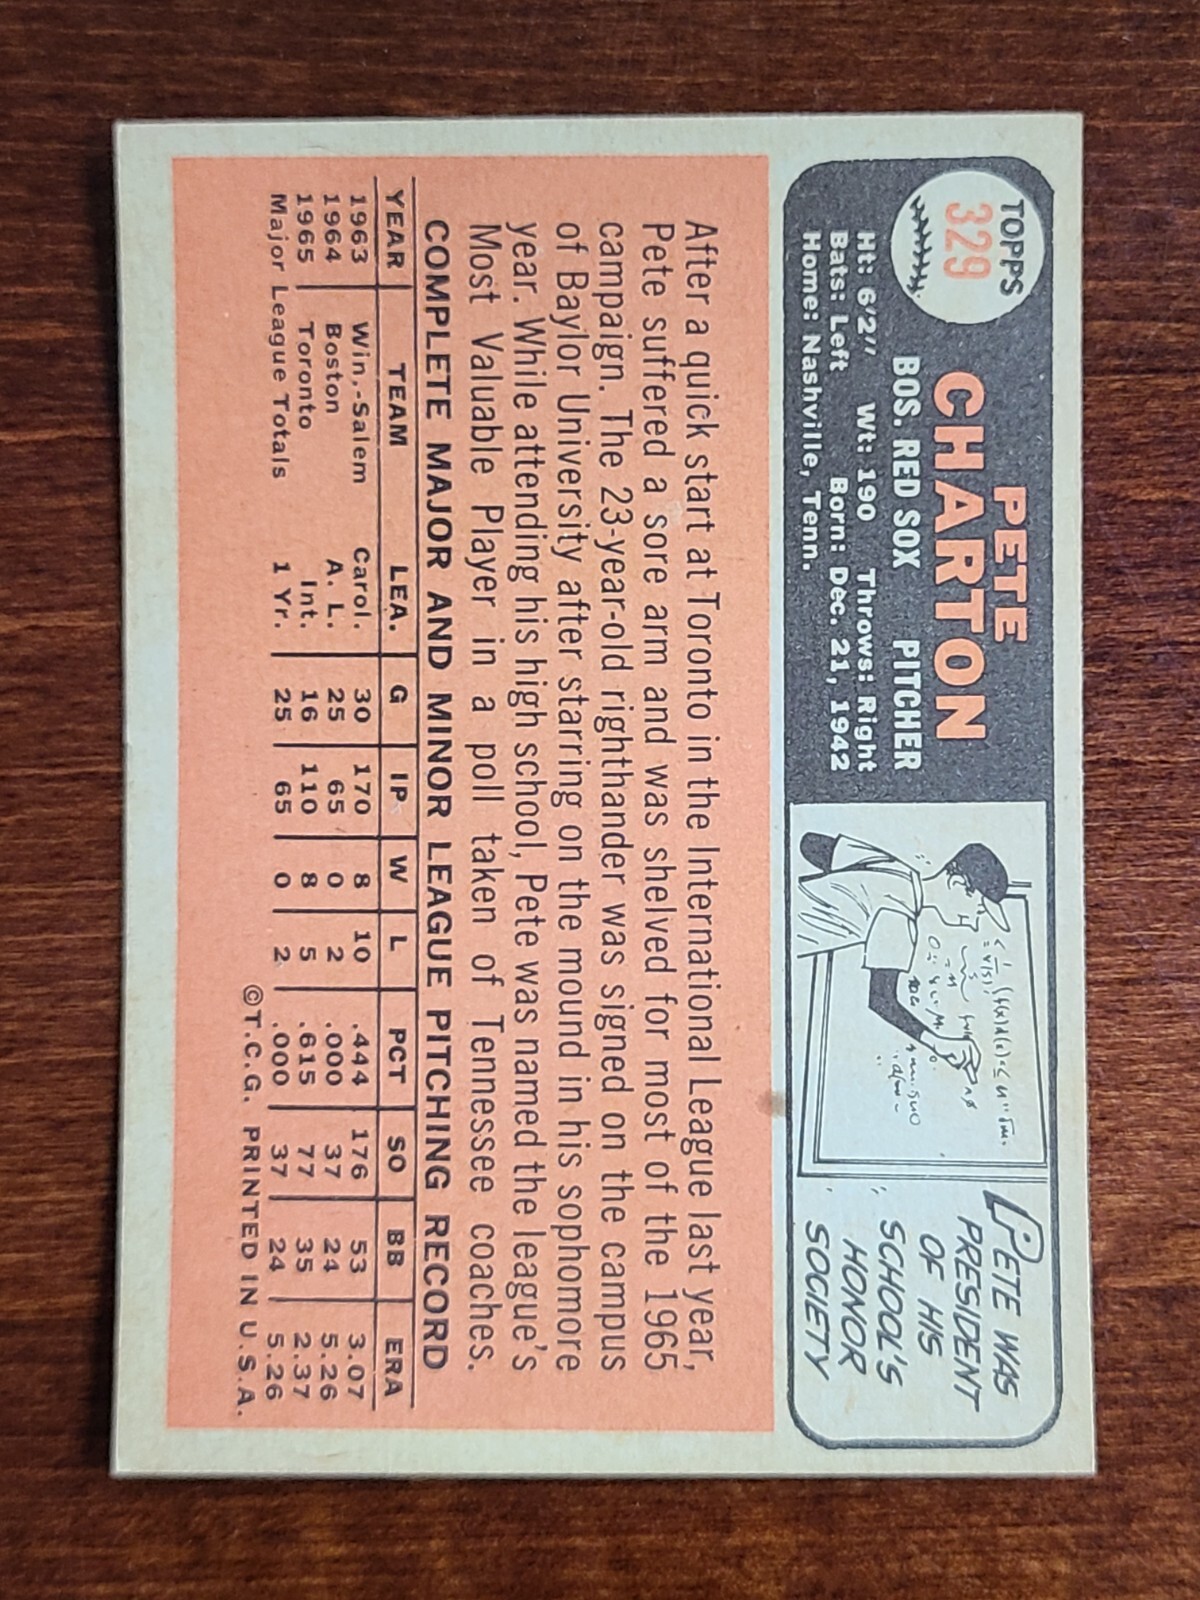 TOPPS
329
PETE
CHARTON
BOS. RED SOX PITCHER
Ht: 6'2" Wt: 190 Throws: Right
Bats: Left Born: Dec. 21, 1942
Home: Nashville, Tenn.
PETE WAS
PRESIDENT
OF HIS
SCHOOL'S
HONOR
SOCIETY
After a quick start at Toronto in the International League last year,
Pete suffered a sore arm and was shelved for most of the 1965
campaign. The 23-year-old righthander was signed on the campus
of Baylor University after starring on the mound in his sophomore
year. While attending his high school, Pete was named the league's
Most Valuable Player in a poll taken of Tennessee coaches.
COMPLETE MAJOR AND MINOR LEAGUE PITCHING RECORD
YEAR TEAM LEA. G IP W L PCT SO BB ERA
1963 Win.-Salem Carol. 30 170 8 10 .444 176 53 3.07
1964 Boston A. L. 25 65 0 2 .000 37 24 5.26
1965 Toronto Int. 16 110 8 5 .615 77 35 2.37
Major League Totals 1 Yr. 25 65 0 2 .000 37 24 5.26
©T.C.G. PRINTED IN U.S.A.